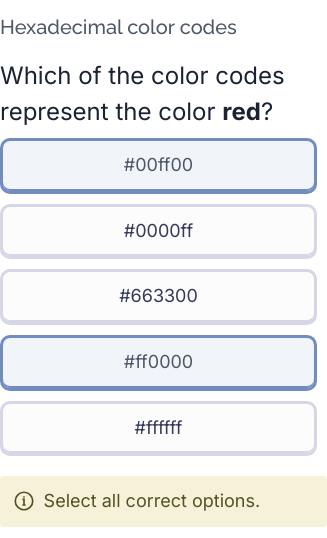 Hexadecimal color codes
Which of the color codes
represent the color red?
#00ff00
#0000ff
#663300
#ff0000
#ffffff
Select all correct options.